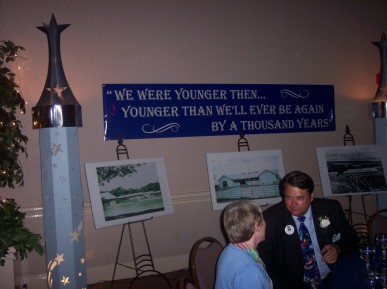 "WE WERE YOUNGER THEN...
YOUNGER THAN WE'LL EVER BE AGAIN
BY A THOUSAND YEARS"